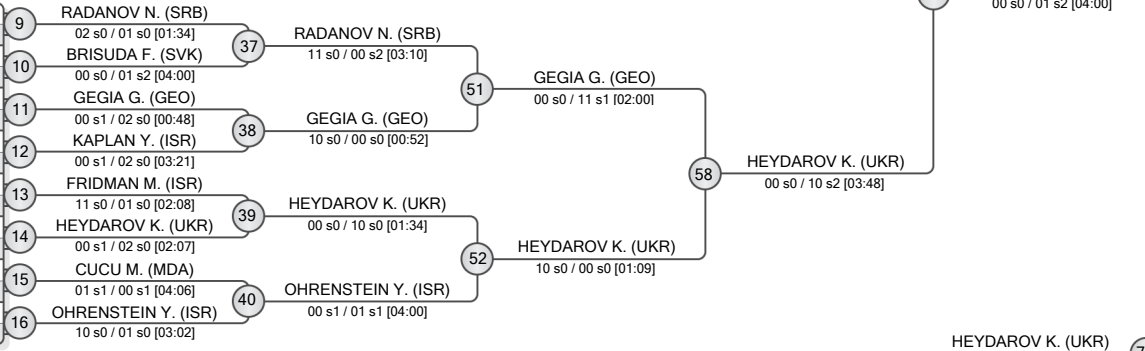 00 s0 / 01 s2 [04:00]
9
RADANOV N. (SRB)
02 s0 / 01 s0 [01:34]
10
BRISUDA F. (SVK)
00 s0 / 01 s2 [04:00]
11
GEGIA G. (GEO)
00 s1 / 02 s0 [00:48]
12
KAPLAN Y. (ISR)
00 s1 / 02 s0 [03:21]
13
FRIDMAN M. (ISR)
11 s0 / 01 s0 [02:08]
14
HEYDAROV K. (UKR)
00 s1 / 02 s0 [02:07]
15
CUCU M. (MDA)
01 s1 / 00 s1 [04:06]
16
OHRENSTEIN Y. (ISR)
10 s0 / 01 s0 [03:02]
37
RADANOV N. (SRB)
11 s0 / 00 s2 [03:10]
38
GEGIA G. (GEO)
10 s0 / 00 s0 [00:52]
39
HEYDAROV K. (UKR)
00 s0 / 10 s0 [01:34]
40
OHRENSTEIN Y. (ISR)
00 s1 / 01 s1 [04:00]
51
GEGIA G. (GEO)
00 s0 / 11 s1 [02:00]
52
HEYDAROV K. (UKR)
10 s0 / 00 s0 [01:09]
58
HEYDAROV K. (UKR)
00 s0 / 10 s2 [03:48]
HEYDAROV K. (UKR)